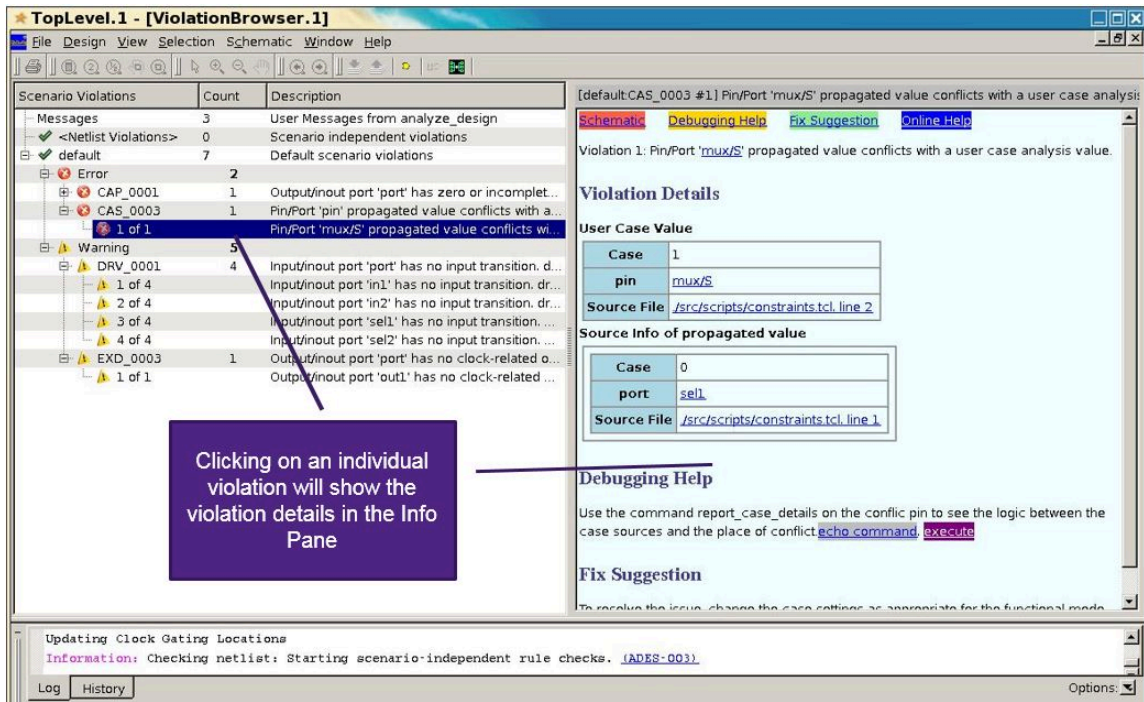 TopLevel.1 - [ViolationBrowser.1]
File Design View Selection Schematic Window Help
Scenario Violations Count Description
Messages 3 User Messages from analyze_design
<Netlist Violations> 0 Scenario independent violations
default 7 Default scenario violations
Error 2
CAP_0001 1 Output/inout port 'port' has zero or incomplet...
CAS_0003 1 Pin/Port 'pin' propagated value conflicts with a...
1 of 1 Pin/Port 'mux/S' propagated value conflicts wi...
Warning 5
DRV_0001 4 Input/inout port 'port' has no input transition. d...
1 of 4 Input/inout port 'in1' has no input transition. dr...
2 of 4 Input/inout port 'in2' has no input transition. dr...
3 of 4 Input/inout port 'sel1' has no input transition. ...
4 of 4 Input/inout port 'sel2' has no input transition. ...
EXD_0003 1 Output/inout port 'port' has no clock-related o...
1 of 1 Output/inout port 'out1' has no clock-related ...
Clicking on an individual
violation will show the
violation details in the Info
Pane
[default:CAS_0003 #1] Pin/Port 'mux/S' propagated value conflicts with a user case analysis
Schematic Debugging Help Fix Suggestion Online Help
Violation 1: Pin/Port 'mux/S' propagated value conflicts with a user case analysis value.
Violation Details
User Case Value
Case 1
pin mux/S
Source File /src/scripts/constraints.tcl, line 2
Source Info of propagated value
Case 0
port sel1
Source File /src/scripts/constraints.tcl, line 1
Debugging Help
Use the command report_case_details on the conflic pin to see the logic between the
case sources and the place of conflict.echo command, execute
Fix Suggestion
To resolve the issue, change the case settings as appropriate for the functional mode
Updating Clock Gating Locations
Information: Checking netlist: Starting scenario-independent rule checks. (ADES-003)
Log History Options: